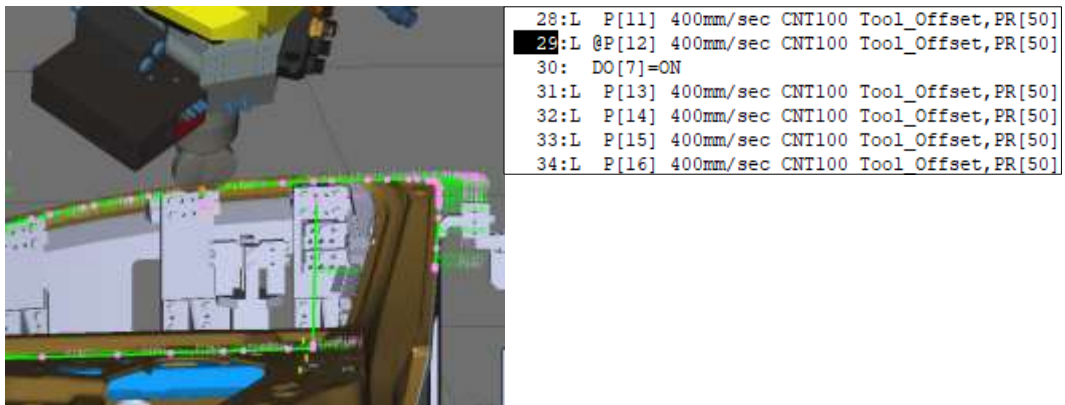 28:L P[11] 400mm/sec CNT100 Tool_Offset,PR[50]
29:L @P[12] 400mm/sec CNT100 Tool_Offset,PR[50]
30: DO[7]=ON
31:L P[13] 400mm/sec CNT100 Tool_Offset,PR[50]
32:L P[14] 400mm/sec CNT100 Tool_Offset,PR[50]
33:L P[15] 400mm/sec CNT100 Tool_Offset,PR[50]
34:L P[16] 400mm/sec CNT100 Tool_Offset,PR[50]